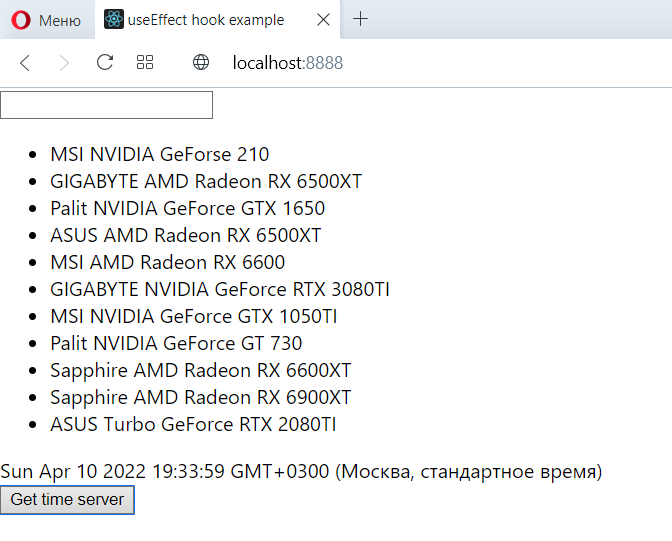 Меню
useEffect hook example
localhost:8888
MSI NVIDIA GeForse 210
GIGABYTE AMD Radeon RX 6500XT
Palit NVIDIA GeForce GTX 1650
ASUS AMD Radeon RX 6500XT
MSI AMD Radeon RX 6600
GIGABYTE NVIDIA GeForce RTX 3080TI
MSI NVIDIA GeForce GTX 1050TI
Palit NVIDIA GeForce GT 730
Sapphire AMD Radeon RX 6600XT
Sapphire AMD Radeon RX 6900XT
ASUS Turbo GeForce RTX 2080TI
Sun Apr 10 2022 19:33:59 GMT+0300 (Москва, стандартное время)
Get time server